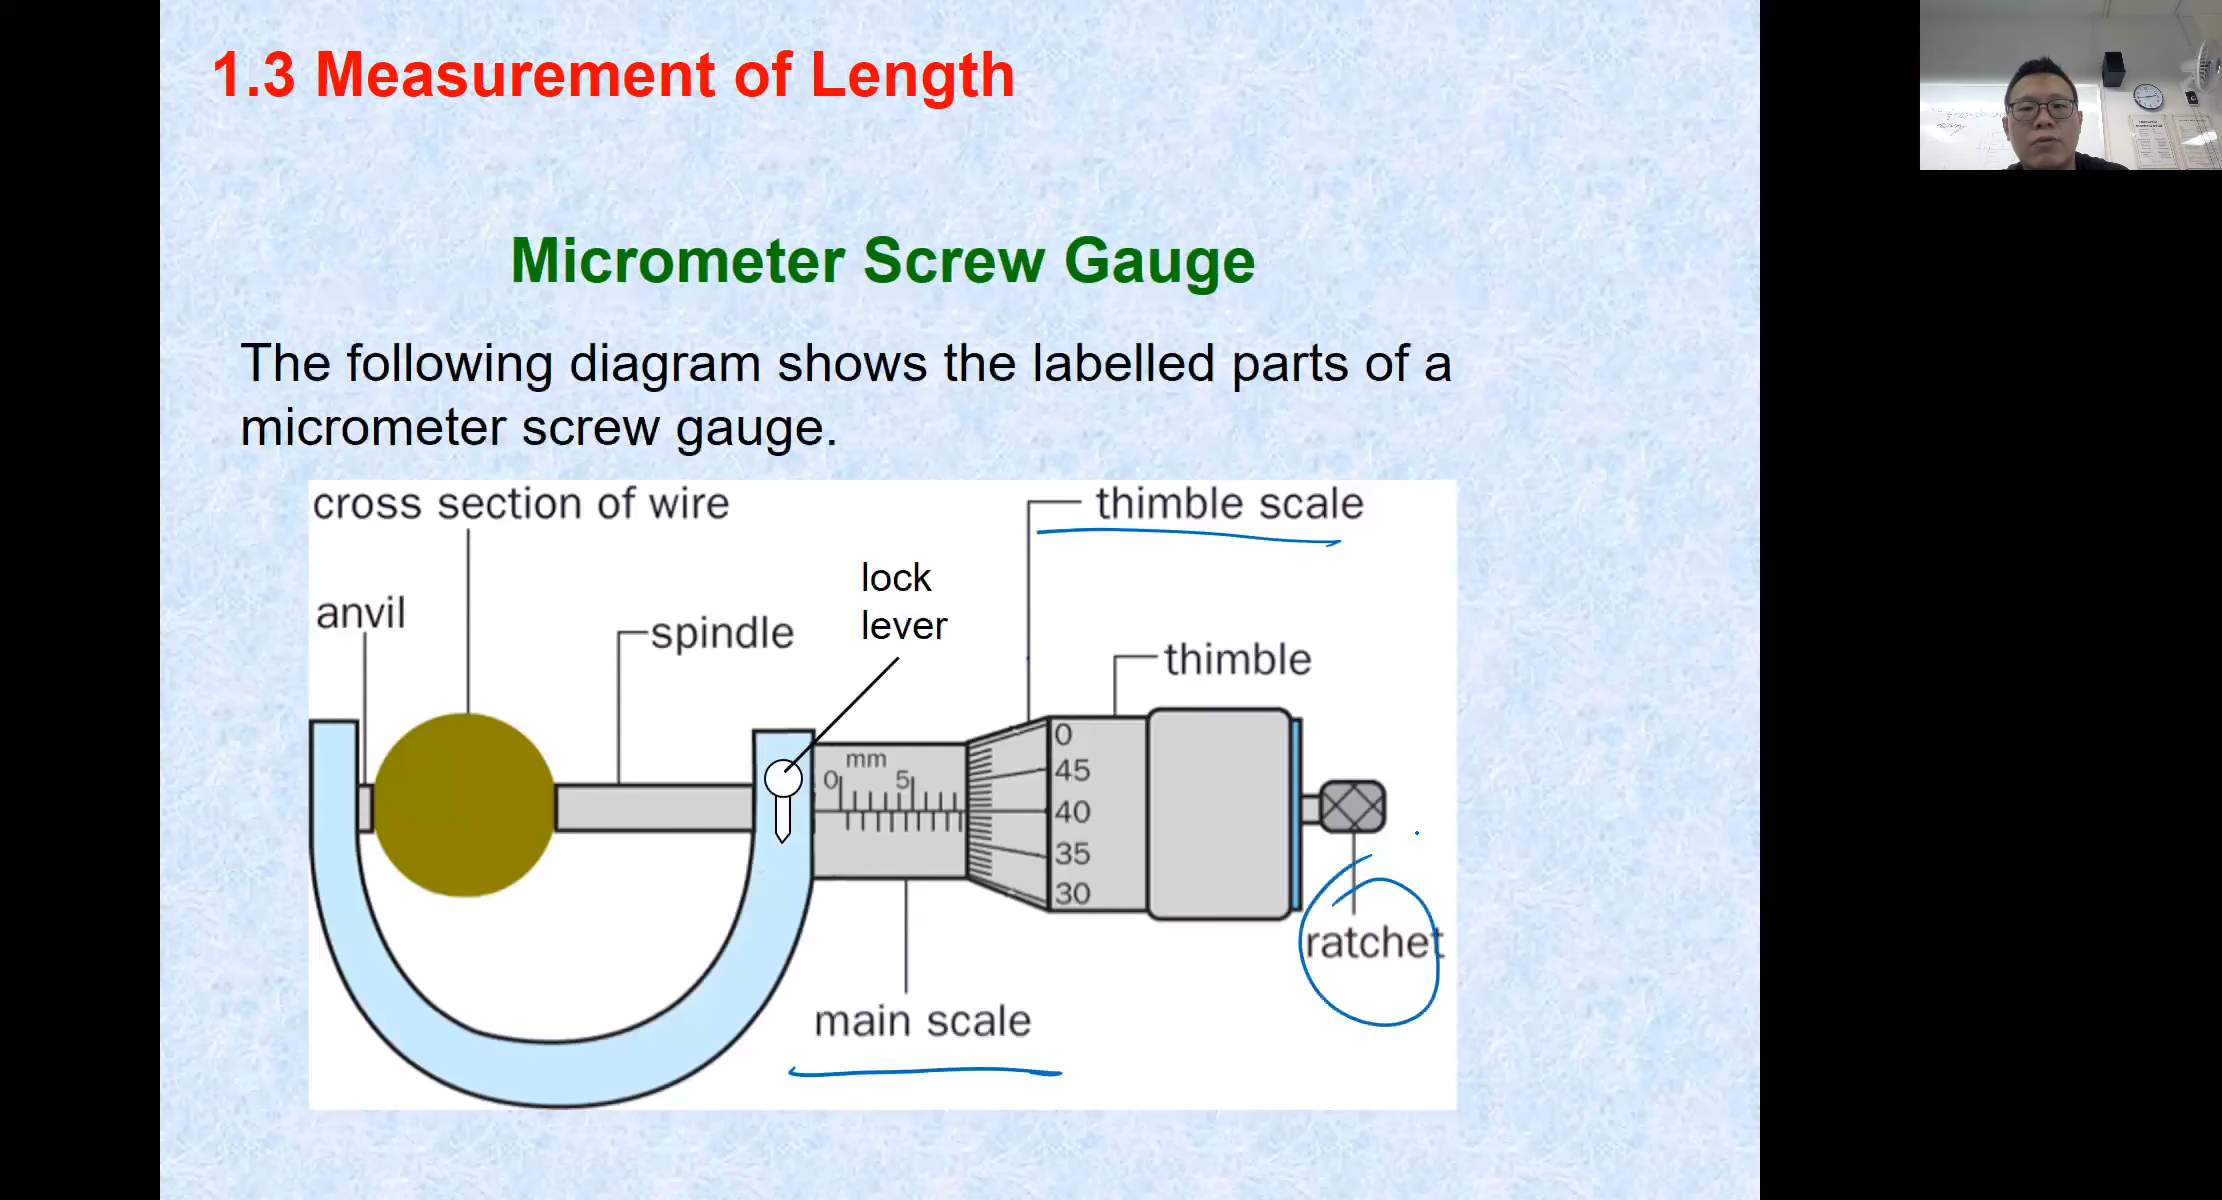 1.3 Measurement of Length
Micrometer Screw Gauge
The following diagram shows the labelled parts of a
micrometer screw gauge.
cross section of wire
thimble scale
lock
lever
anvil
spindle
thimble
mm
0 5
0
45
40
35
30
ratchet
main scale